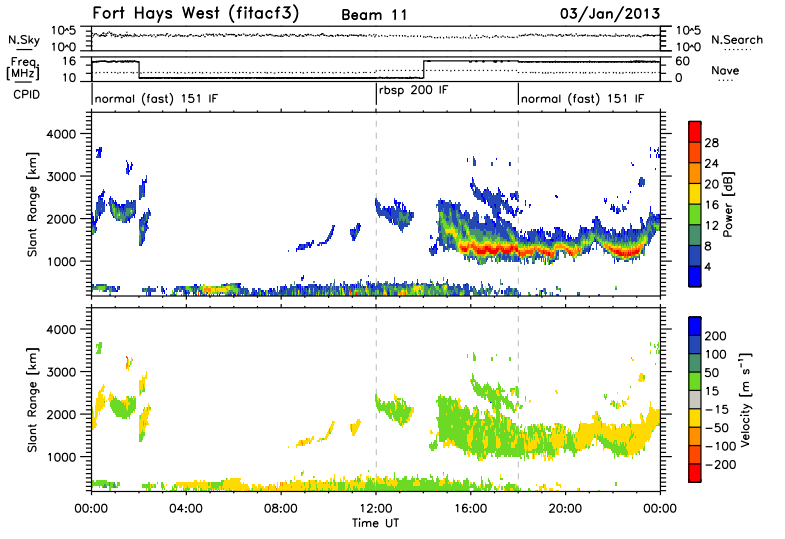 Fort Hays West (fitacf3) Beam 11 03/Jan/2013
N.Sky 10^5 10^0 10^5 10^0 N.Search
Freq. [MHz] 16 10 60 0 Nave
CPID normal (fast) 151 IF rbsp 200 IF normal (fast) 151 IF
Slant Range [km]
4000
3000
2000
1000
28
24
20
16
12
8
4
Power [dB]
Slant Range [km]
4000
3000
2000
1000
200
100
50
15
−15
−50
−100
−200
Velocity [m s^-1]
00:00 04:00 08:00 12:00 16:00 20:00 00:00
Time UT